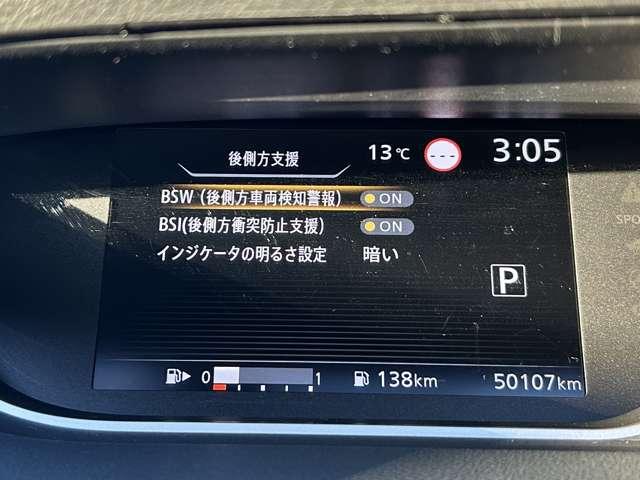 後側方支援 13℃ --- 3:05
BSW (後側方車両検知警報) ON
BSI(後側方衝突防止支援) ON
インジケータの明るさ設定 暗い
P
0 1 138km 50107km
SPO